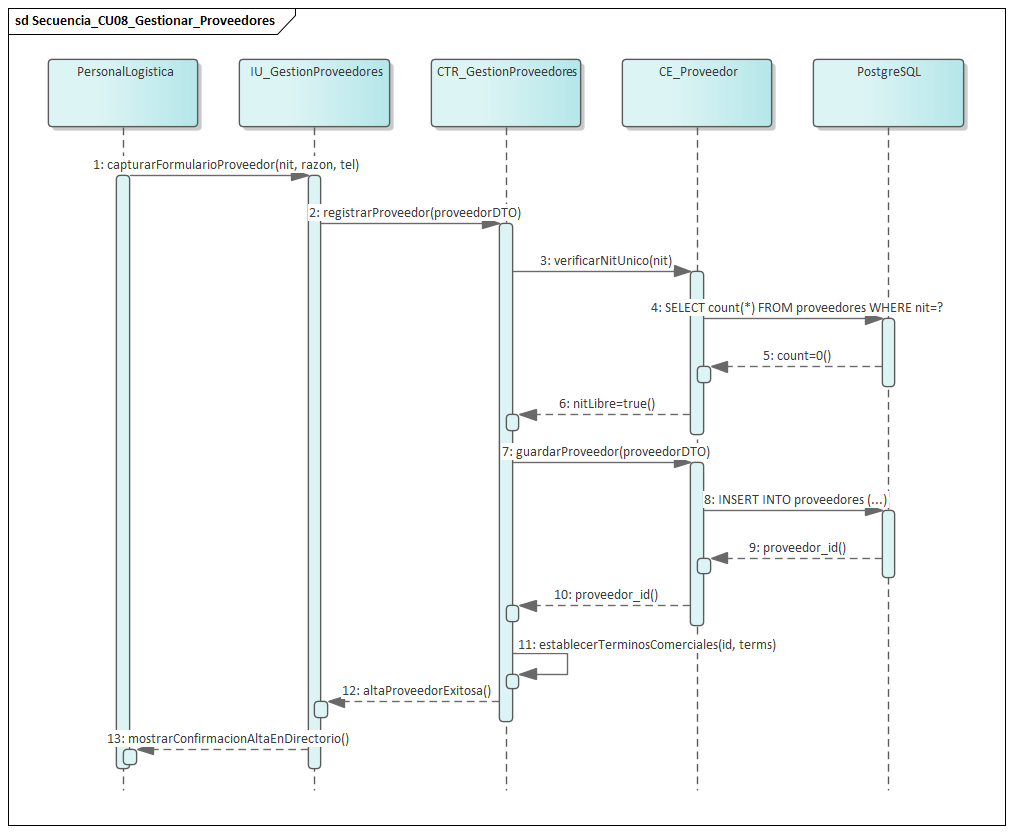 sd Secuencia_CU08_Gestionar_Proveedores
PersonalLogistica
IU_GestionProveedores
CTR_GestionProveedores
CE_Proveedor
PostgreSQL
1: capturarFormularioProveedor(nit, razon, tel)
2: registrarProveedor(proveedorDTO)
3: verificarNitUnico(nit)
4: SELECT count(*) FROM proveedores WHERE nit=?
5: count=0()
6: nitLibre=true()
7: guardarProveedor(proveedorDTO)
8: INSERT INTO proveedores (...)
9: proveedor_id()
10: proveedor_id()
11: establecerTerminosComerciales(id, terms)
12: altaProveedorExitosa()
13: mostrarConfirmacionAltaEnDirectorio()